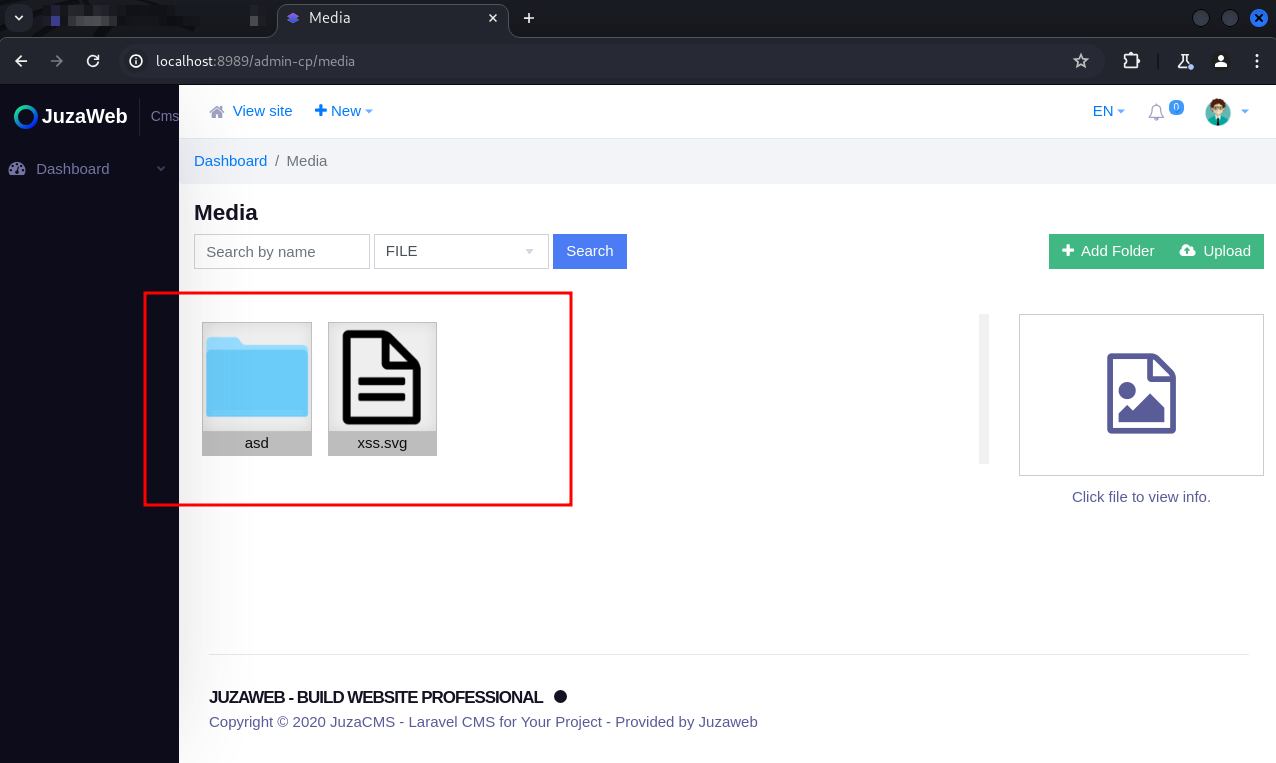 Media
localhost:8989/admin-cp/media
JuzaWeb Cms
View site New EN 0
Dashboard
Dashboard / Media
Media
Search by name FILE Search Add Folder Upload
asd xss.svg
Click file to view info.
JUZAWEB - BUILD WEBSITE PROFESSIONAL
Copyright © 2020 JuzaCMS - Laravel CMS for Your Project - Provided by Juzaweb